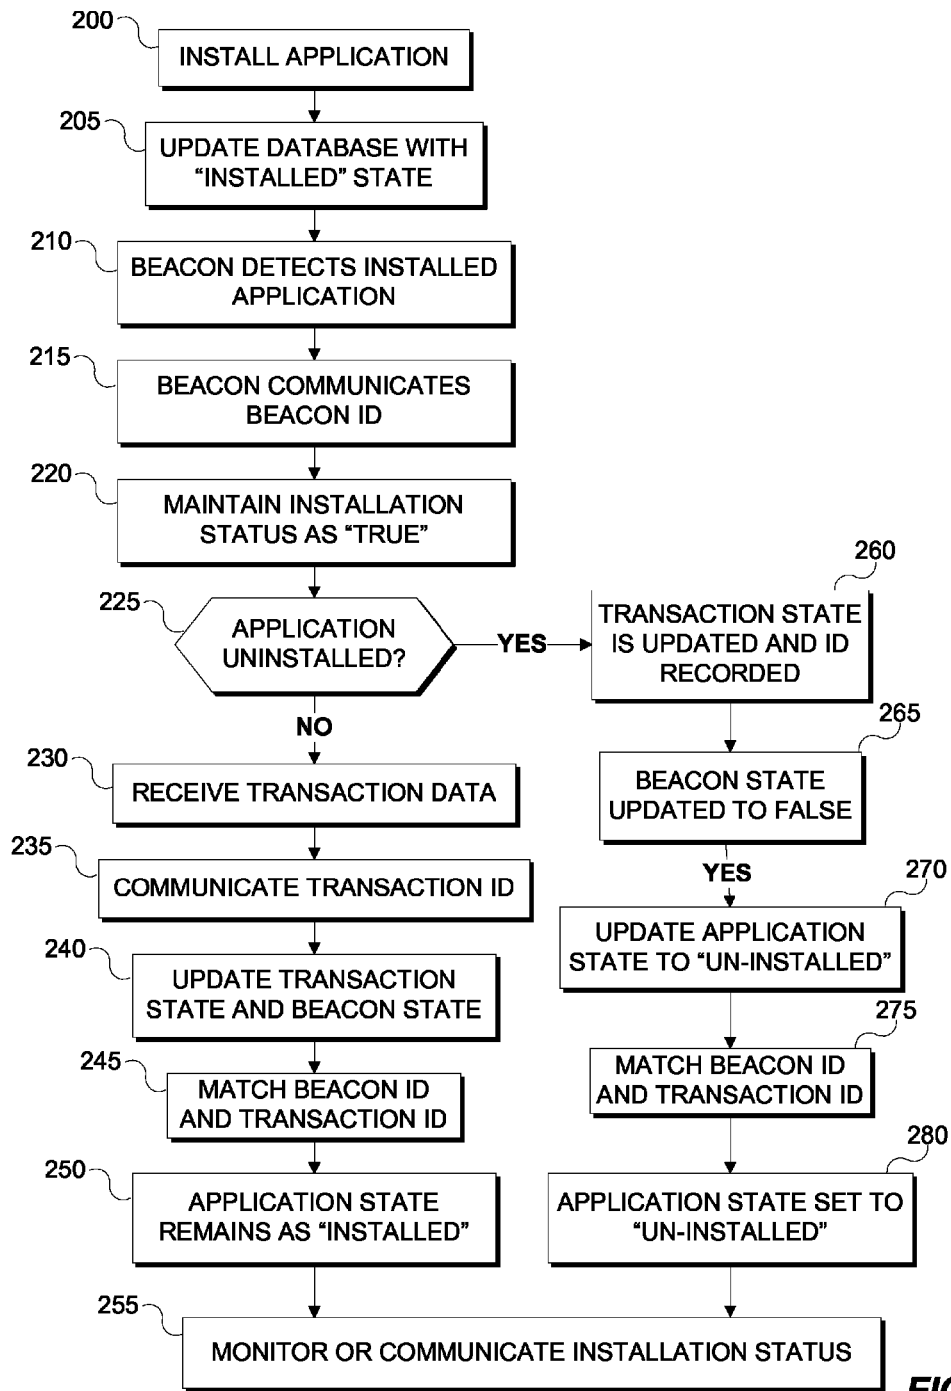 200
INSTALL APPLICATION
205
UPDATE DATABASE WITH
“INSTALLED” STATE
210
BEACON DETECTS INSTALLED
APPLICATION
215
BEACON COMMUNICATES
BEACON ID
220
MAINTAIN INSTALLATION
STATUS AS “TRUE”
225
APPLICATION
UNINSTALLED?
YES
NO
260
TRANSACTION STATE
IS UPDATED AND ID
RECORDED
265
BEACON STATE
UPDATED TO FALSE
YES
270
UPDATE APPLICATION
STATE TO “UN-INSTALLED”
275
MATCH BEACON ID
AND TRANSACTION ID
280
APPLICATION STATE SET TO
“UN-INSTALLED”
230
RECEIVE TRANSACTION DATA
235
COMMUNICATE TRANSACTION ID
240
UPDATE TRANSACTION
STATE AND BEACON STATE
245
MATCH BEACON ID
AND TRANSACTION ID
250
APPLICATION STATE
REMAINS AS “INSTALLED”
255
MONITOR OR COMMUNICATE INSTALLATION STATUS